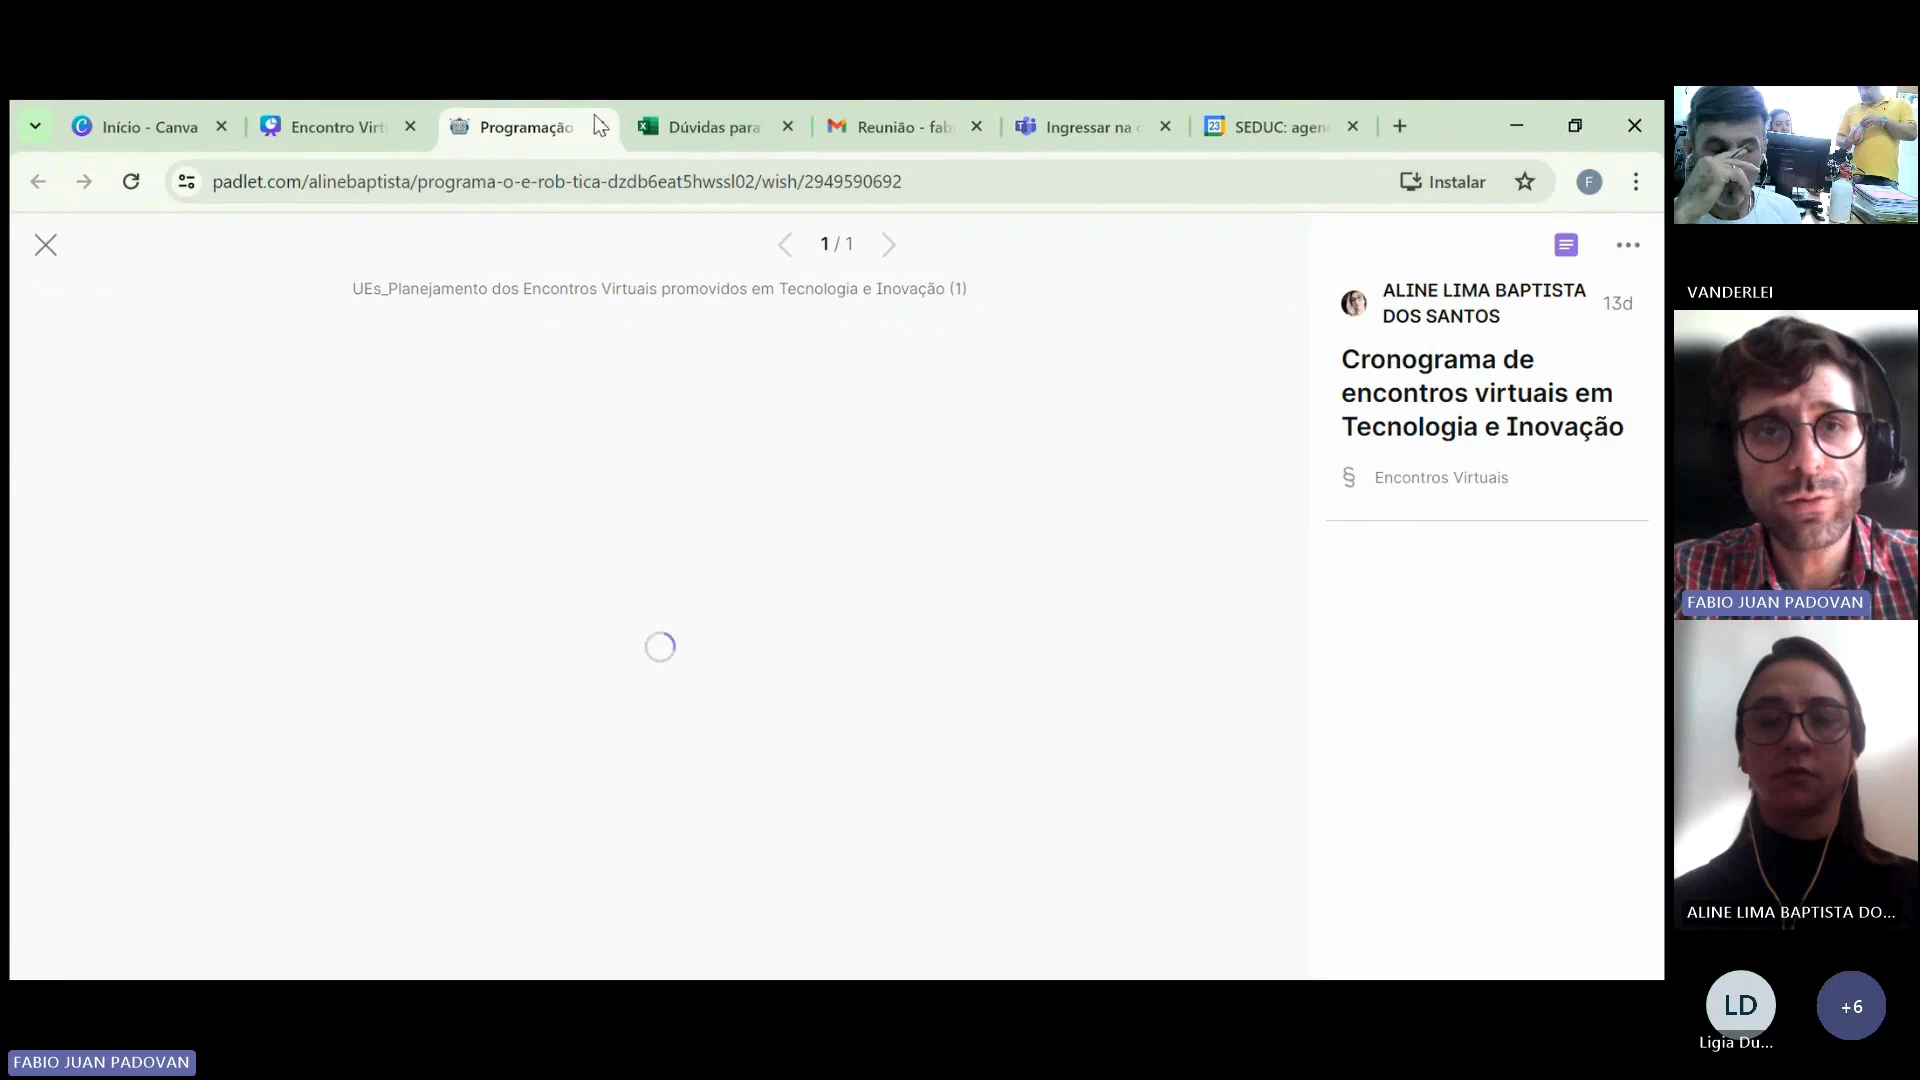 Início - Canva
Encontro Virt
Programação
Dúvidas para
Reunião - fab
Ingressar na
23
SEDUC: agen
padlet.com/alinebaptista/programa-o-e-rob-tica-dzdb6eat5hwssl02/wish/2949590692
Instalar
F
1 / 1
UEs_Planejamento dos Encontros Virtuais promovidos em Tecnologia e Inovação (1)
ALINE LIMA BAPTISTA
DOS SANTOS
13d
Cronograma de
encontros virtuais em
Tecnologia e Inovação
Encontros Virtuais
VANDERLEI
FABIO JUAN PADOVAN
ALINE LIMA BAPTISTA DO...
LD
Ligia Du...
+6
FABIO JUAN PADOVAN